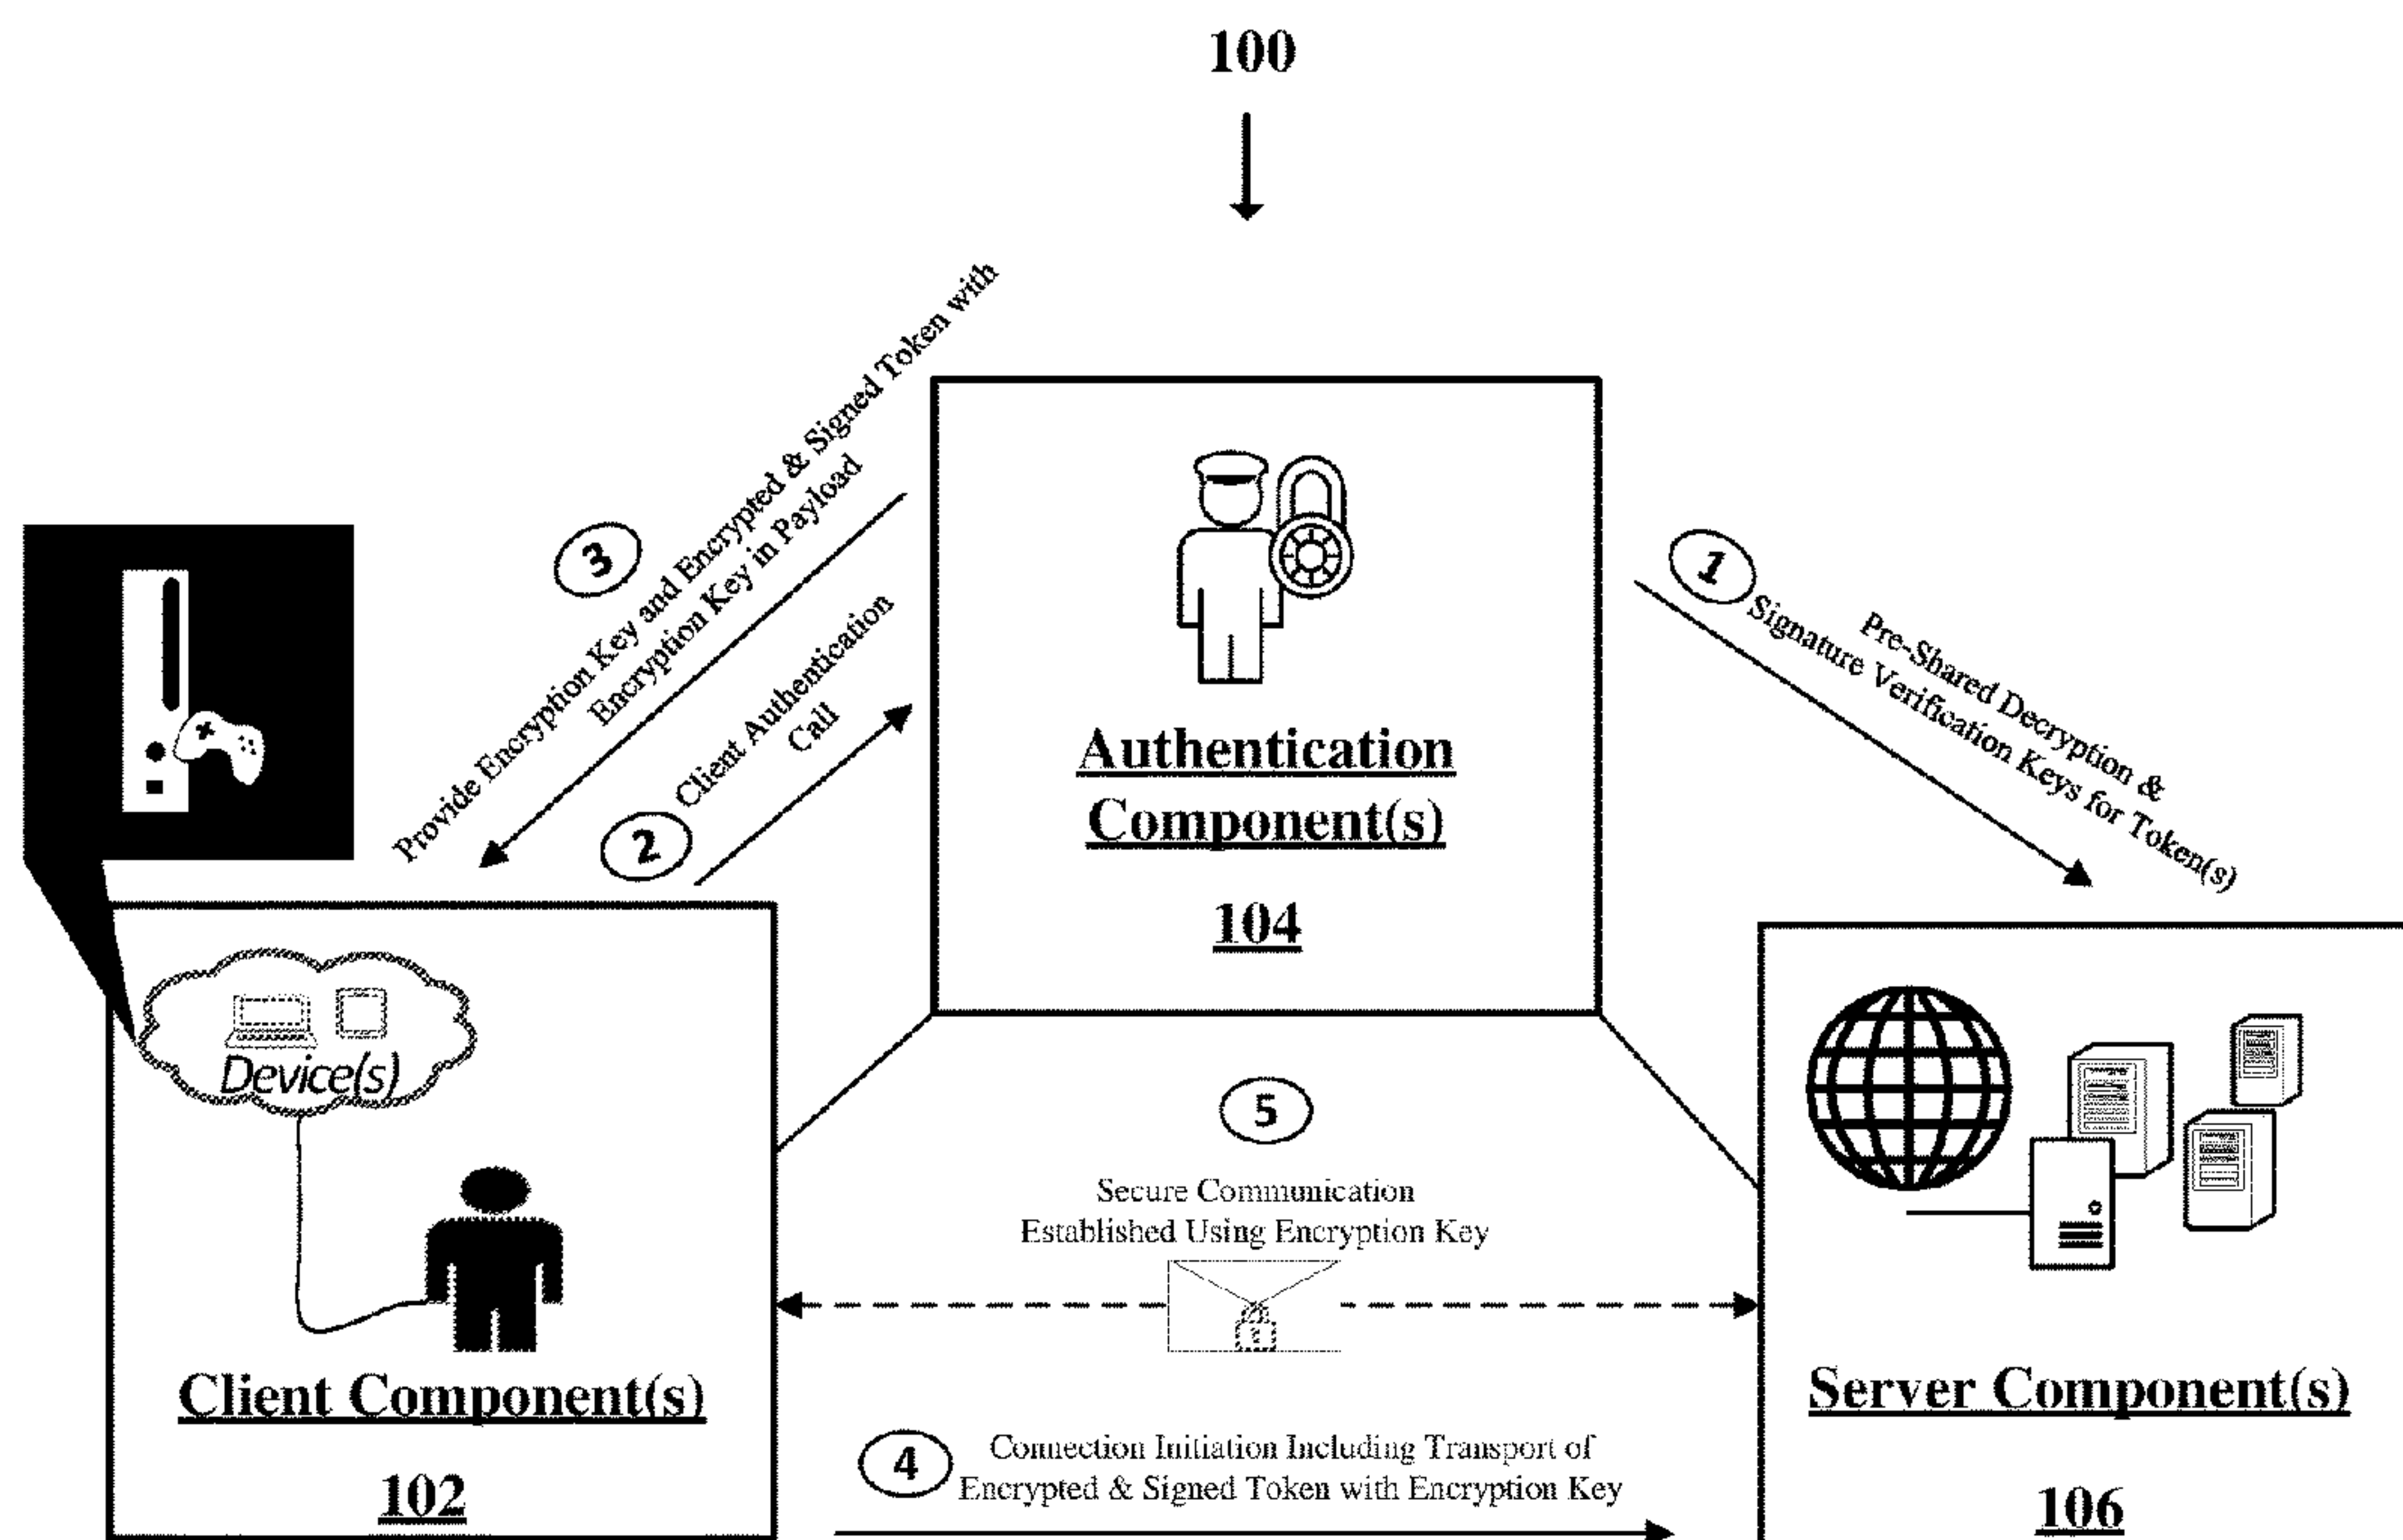 100
3
Provide Encryption Key and Encrypted & Signed Token with
Encryption Key in Payload
2
Client Authentication
Call
1
Pre-Shared Decryption &
Signature Verification Keys for Token(s)
Authentication
Component(s)
104
Device(s)
Client Component(s)
102
5
Secure Communication
Established Using Encryption Key
4
Connection Initiation Including Transport of
Encrypted & Signed Token with Encryption Key
Server Component(s)
106